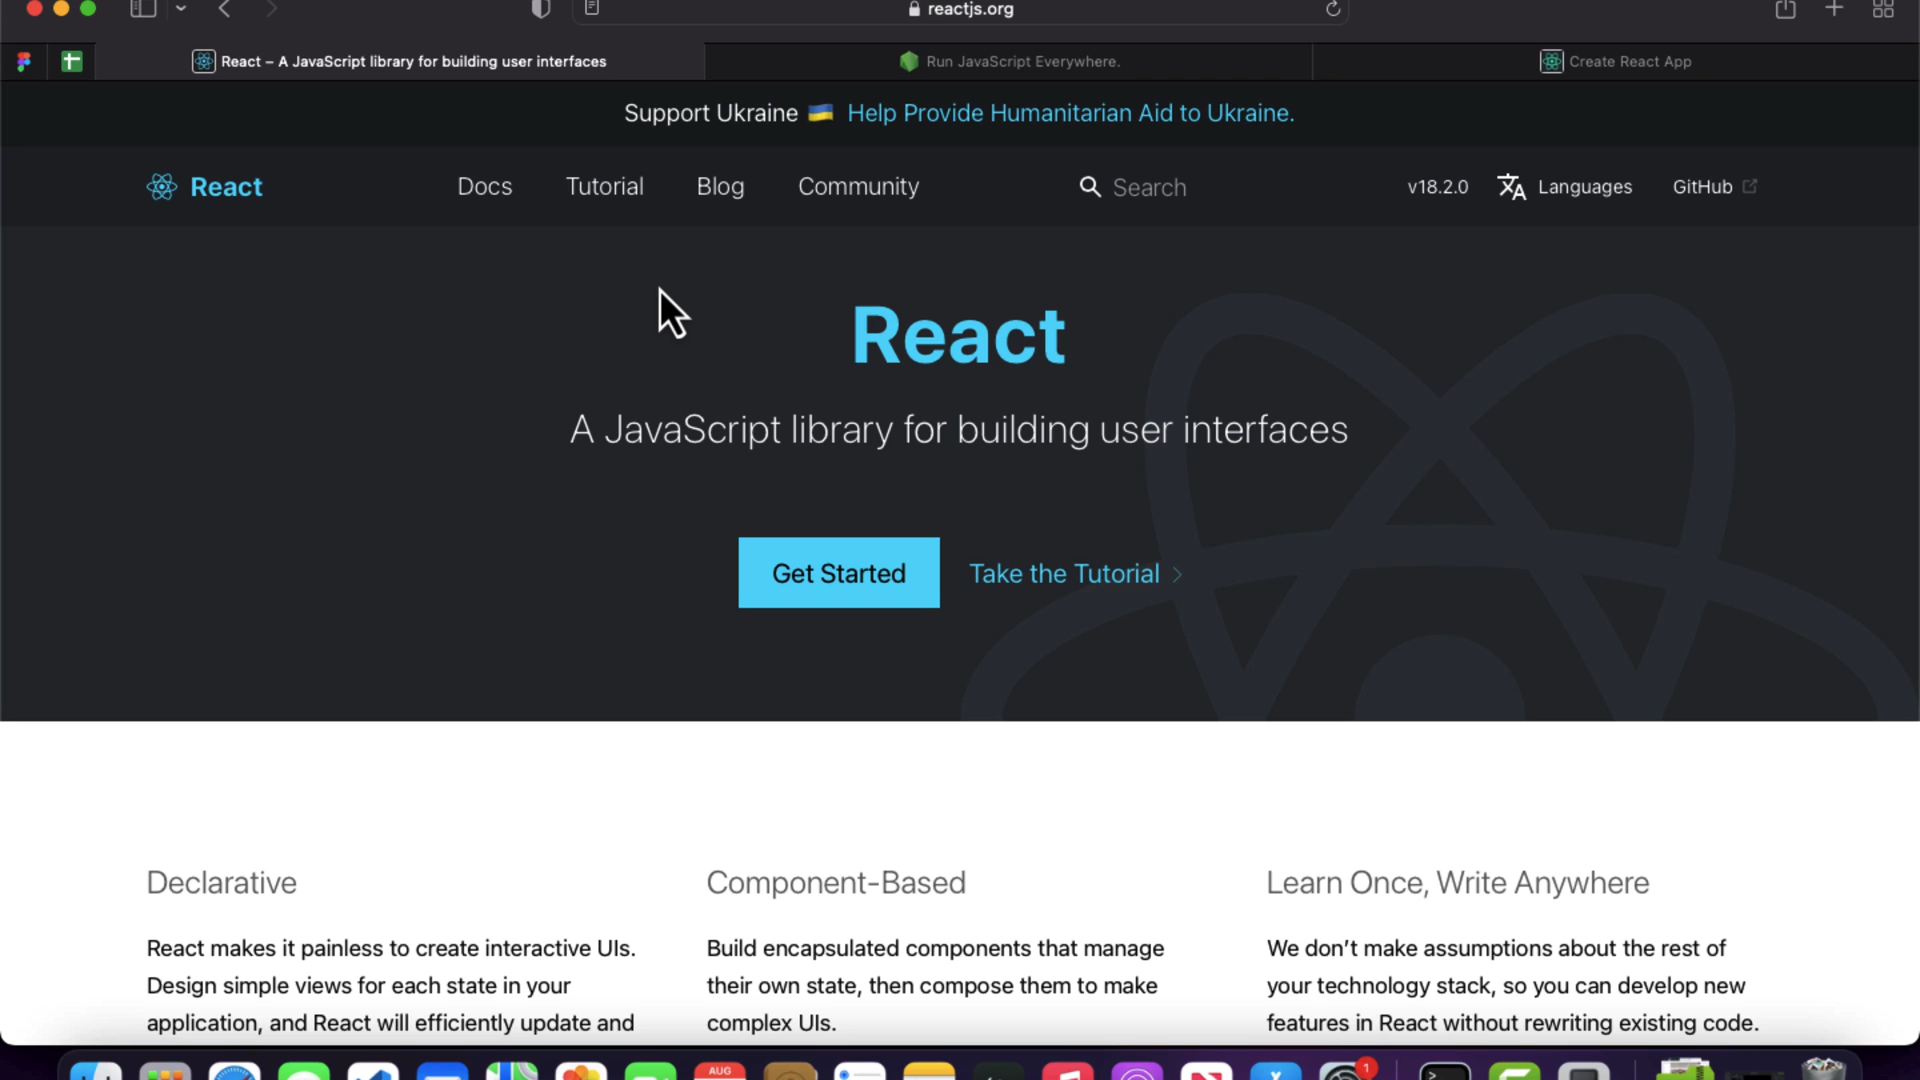 reactjs.org
React – A JavaScript library for building user interfaces
Run JavaScript Everywhere.
Create React App
Support Ukraine 🇺🇦 Help Provide Humanitarian Aid to Ukraine.
React
Docs
Tutorial
Blog
Community
Search
v18.2.0
Languages
GitHub
React
A JavaScript library for building user interfaces
Get Started
Take the Tutorial
Declarative
React makes it painless to create interactive UIs.
Design simple views for each state in your
application, and React will efficiently update and
Component-Based
Build encapsulated components that manage
their own state, then compose them to make
complex UIs.
Learn Once, Write Anywhere
We don’t make assumptions about the rest of
your technology stack, so you can develop new
features in React without rewriting existing code.
AUG
1